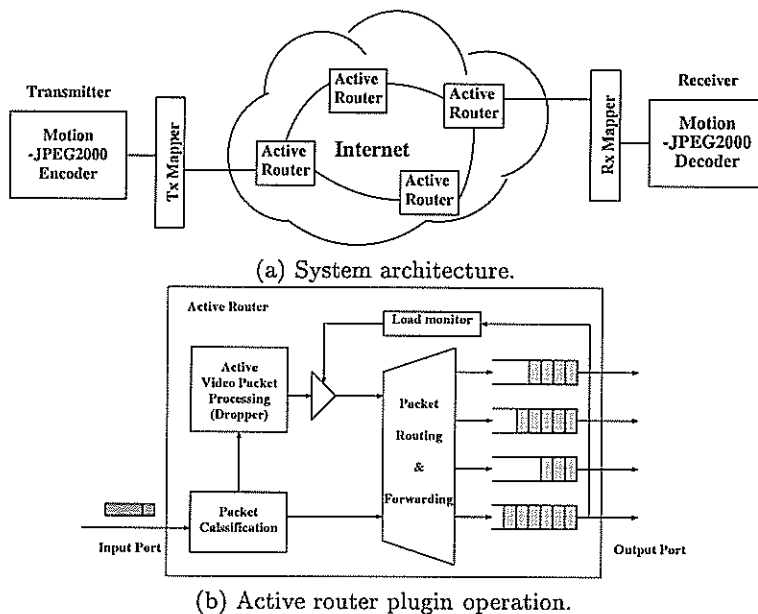 Transmitter
Motion
-JPEG2000
Encoder
Tx Mapper
Active
Router
Active
Router
Active
Router
Active
Router
Internet
Rx Mapper
Receiver
Motion
-JPEG2000
Decoder
(a) System architecture.
Active Router
Load monitor
Active
Video Packet
Processing
(Dropper)
Packet
Routing
&
Forwarding
Packet
Calssification
Input Port
Output Port
(b) Active router plugin operation.